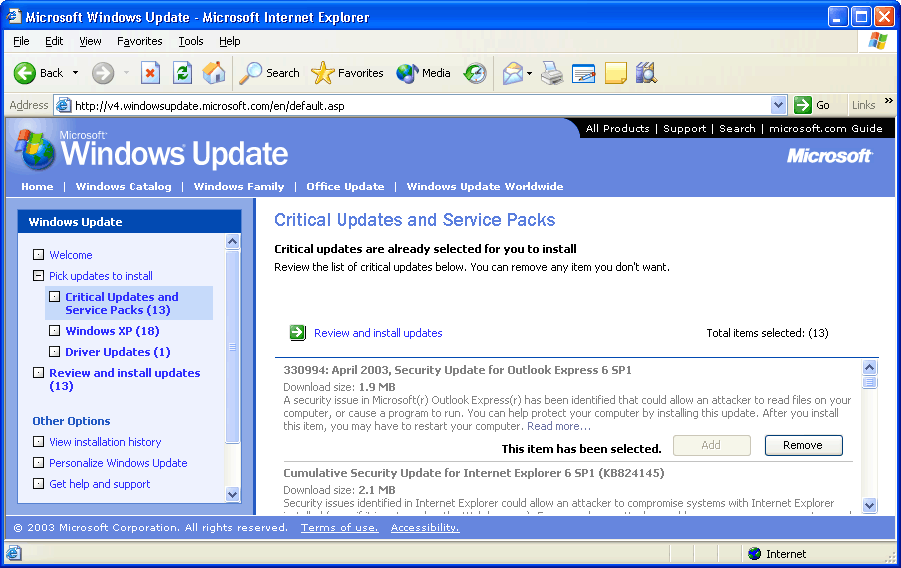 Microsoft Windows Update - Microsoft Internet Explorer
File Edit View Favorites Tools Help
Back Search Favorites Media
Address http://v4.windowsupdate.microsoft.com/en/default.asp Go Links »
All Products | Support | Search | microsoft.com Guide
Microsoft
Windows Update
Microsoft
Home | Windows Catalog | Windows Family | Office Update | Windows Update Worldwide
Windows Update
Welcome
Pick updates to install
Critical Updates and
Service Packs (13)
Windows XP (18)
Driver Updates (1)
Review and install updates
(13)
Other Options
View installation history
Personalize Windows Update
Get help and support
Critical Updates and Service Packs
Critical updates are already selected for you to install
Review the list of critical updates below. You can remove any item you don't want.
Review and install updates Total items selected: (13)
330994: April 2003, Security Update for Outlook Express 6 SP1
Download size: 1.9 MB
A security issue in Microsoft(r) Outlook Express(r) has been identified that could allow an attacker to read files on your
computer, or cause a program to run. You can help protect your computer by installing this update. After you install
this item, you may have to restart your computer. Read more...
This item has been selected. Add Remove
Cumulative Security Update for Internet Explorer 6 SP1 (KB824145)
Download size: 2.1 MB
Security issues identified in Internet Explorer could allow an attacker to compromise systems with Internet Explorer
© 2003 Microsoft Corporation. All rights reserved. Terms of use. Accessibility.
Internet